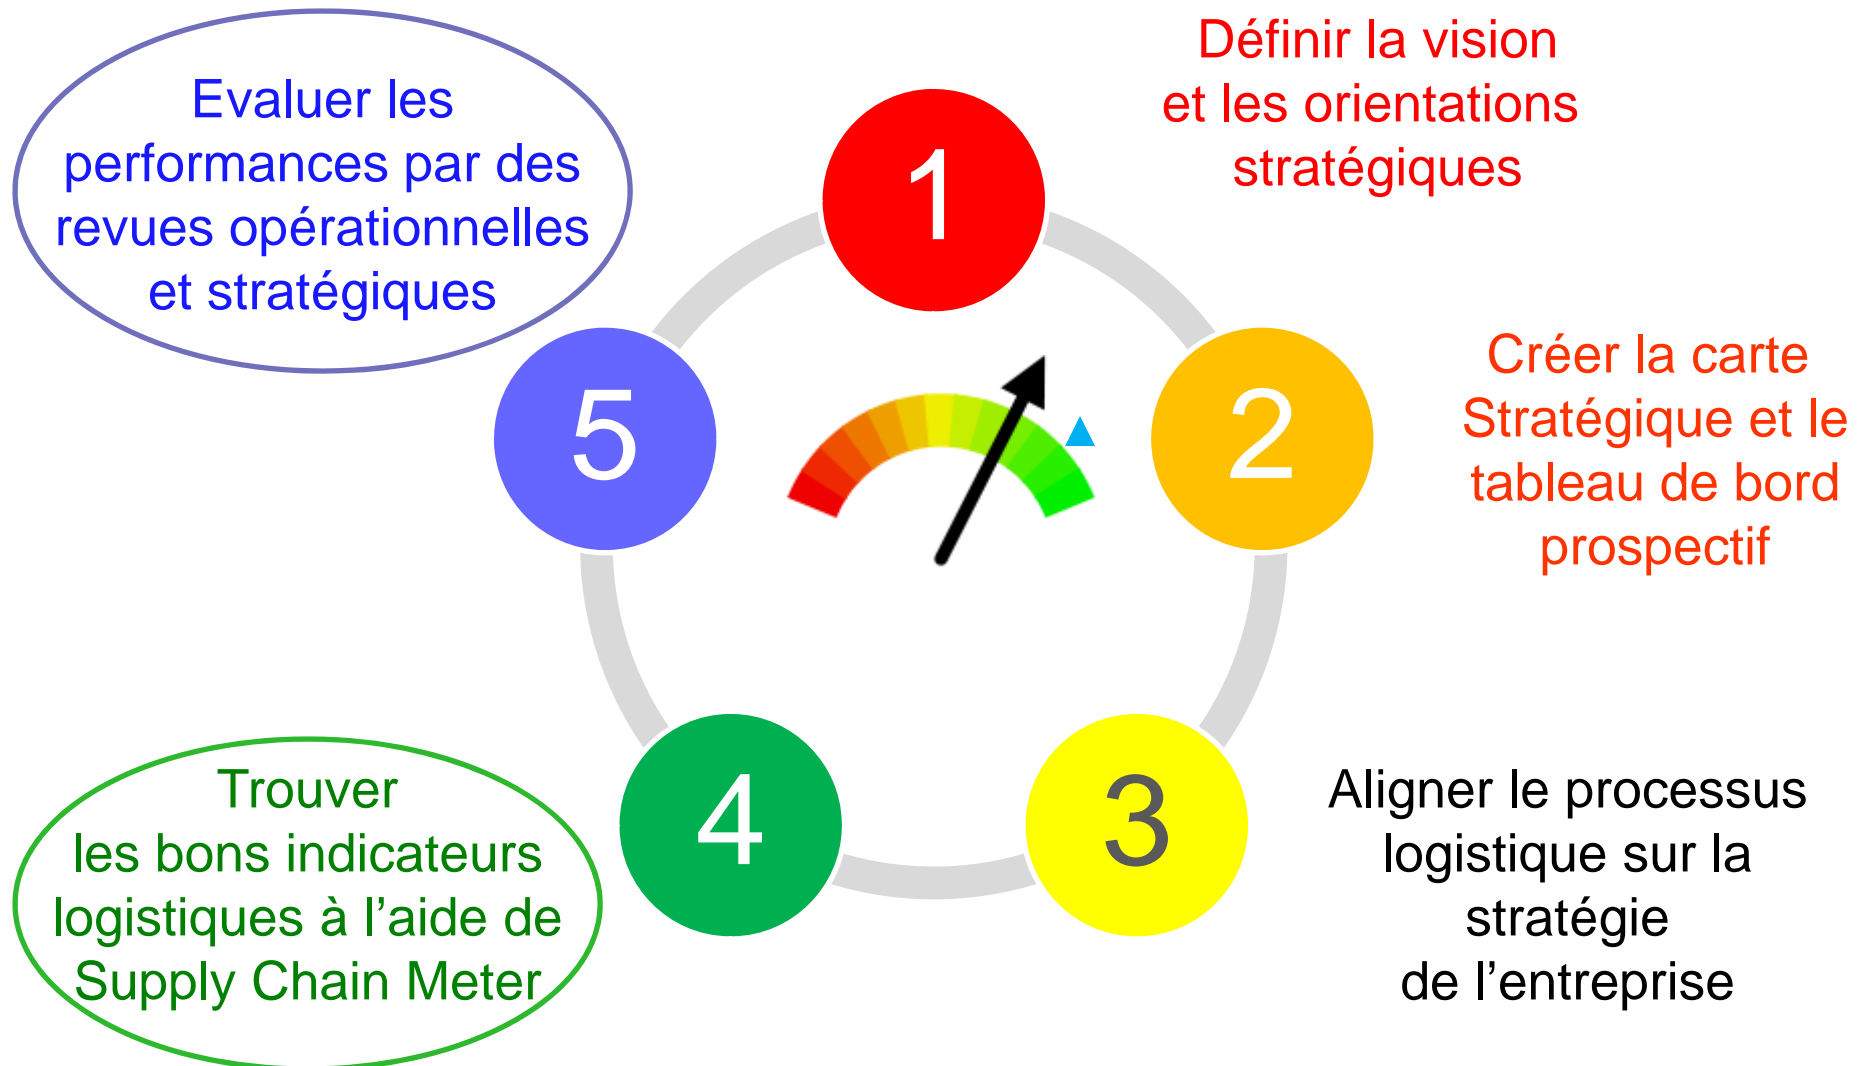 1
Définir la vision
et les orientations
stratégiques
2
Créer la carte
Stratégique et le
tableau de bord
prospectif
3
Aligner le processus
logistique sur la
stratégie
de l’entreprise
4
Trouver
les bons indicateurs
logistiques à l’aide de
Supply Chain Meter
5
Evaluer les
performances par des
revues opérationnelles
et stratégiques